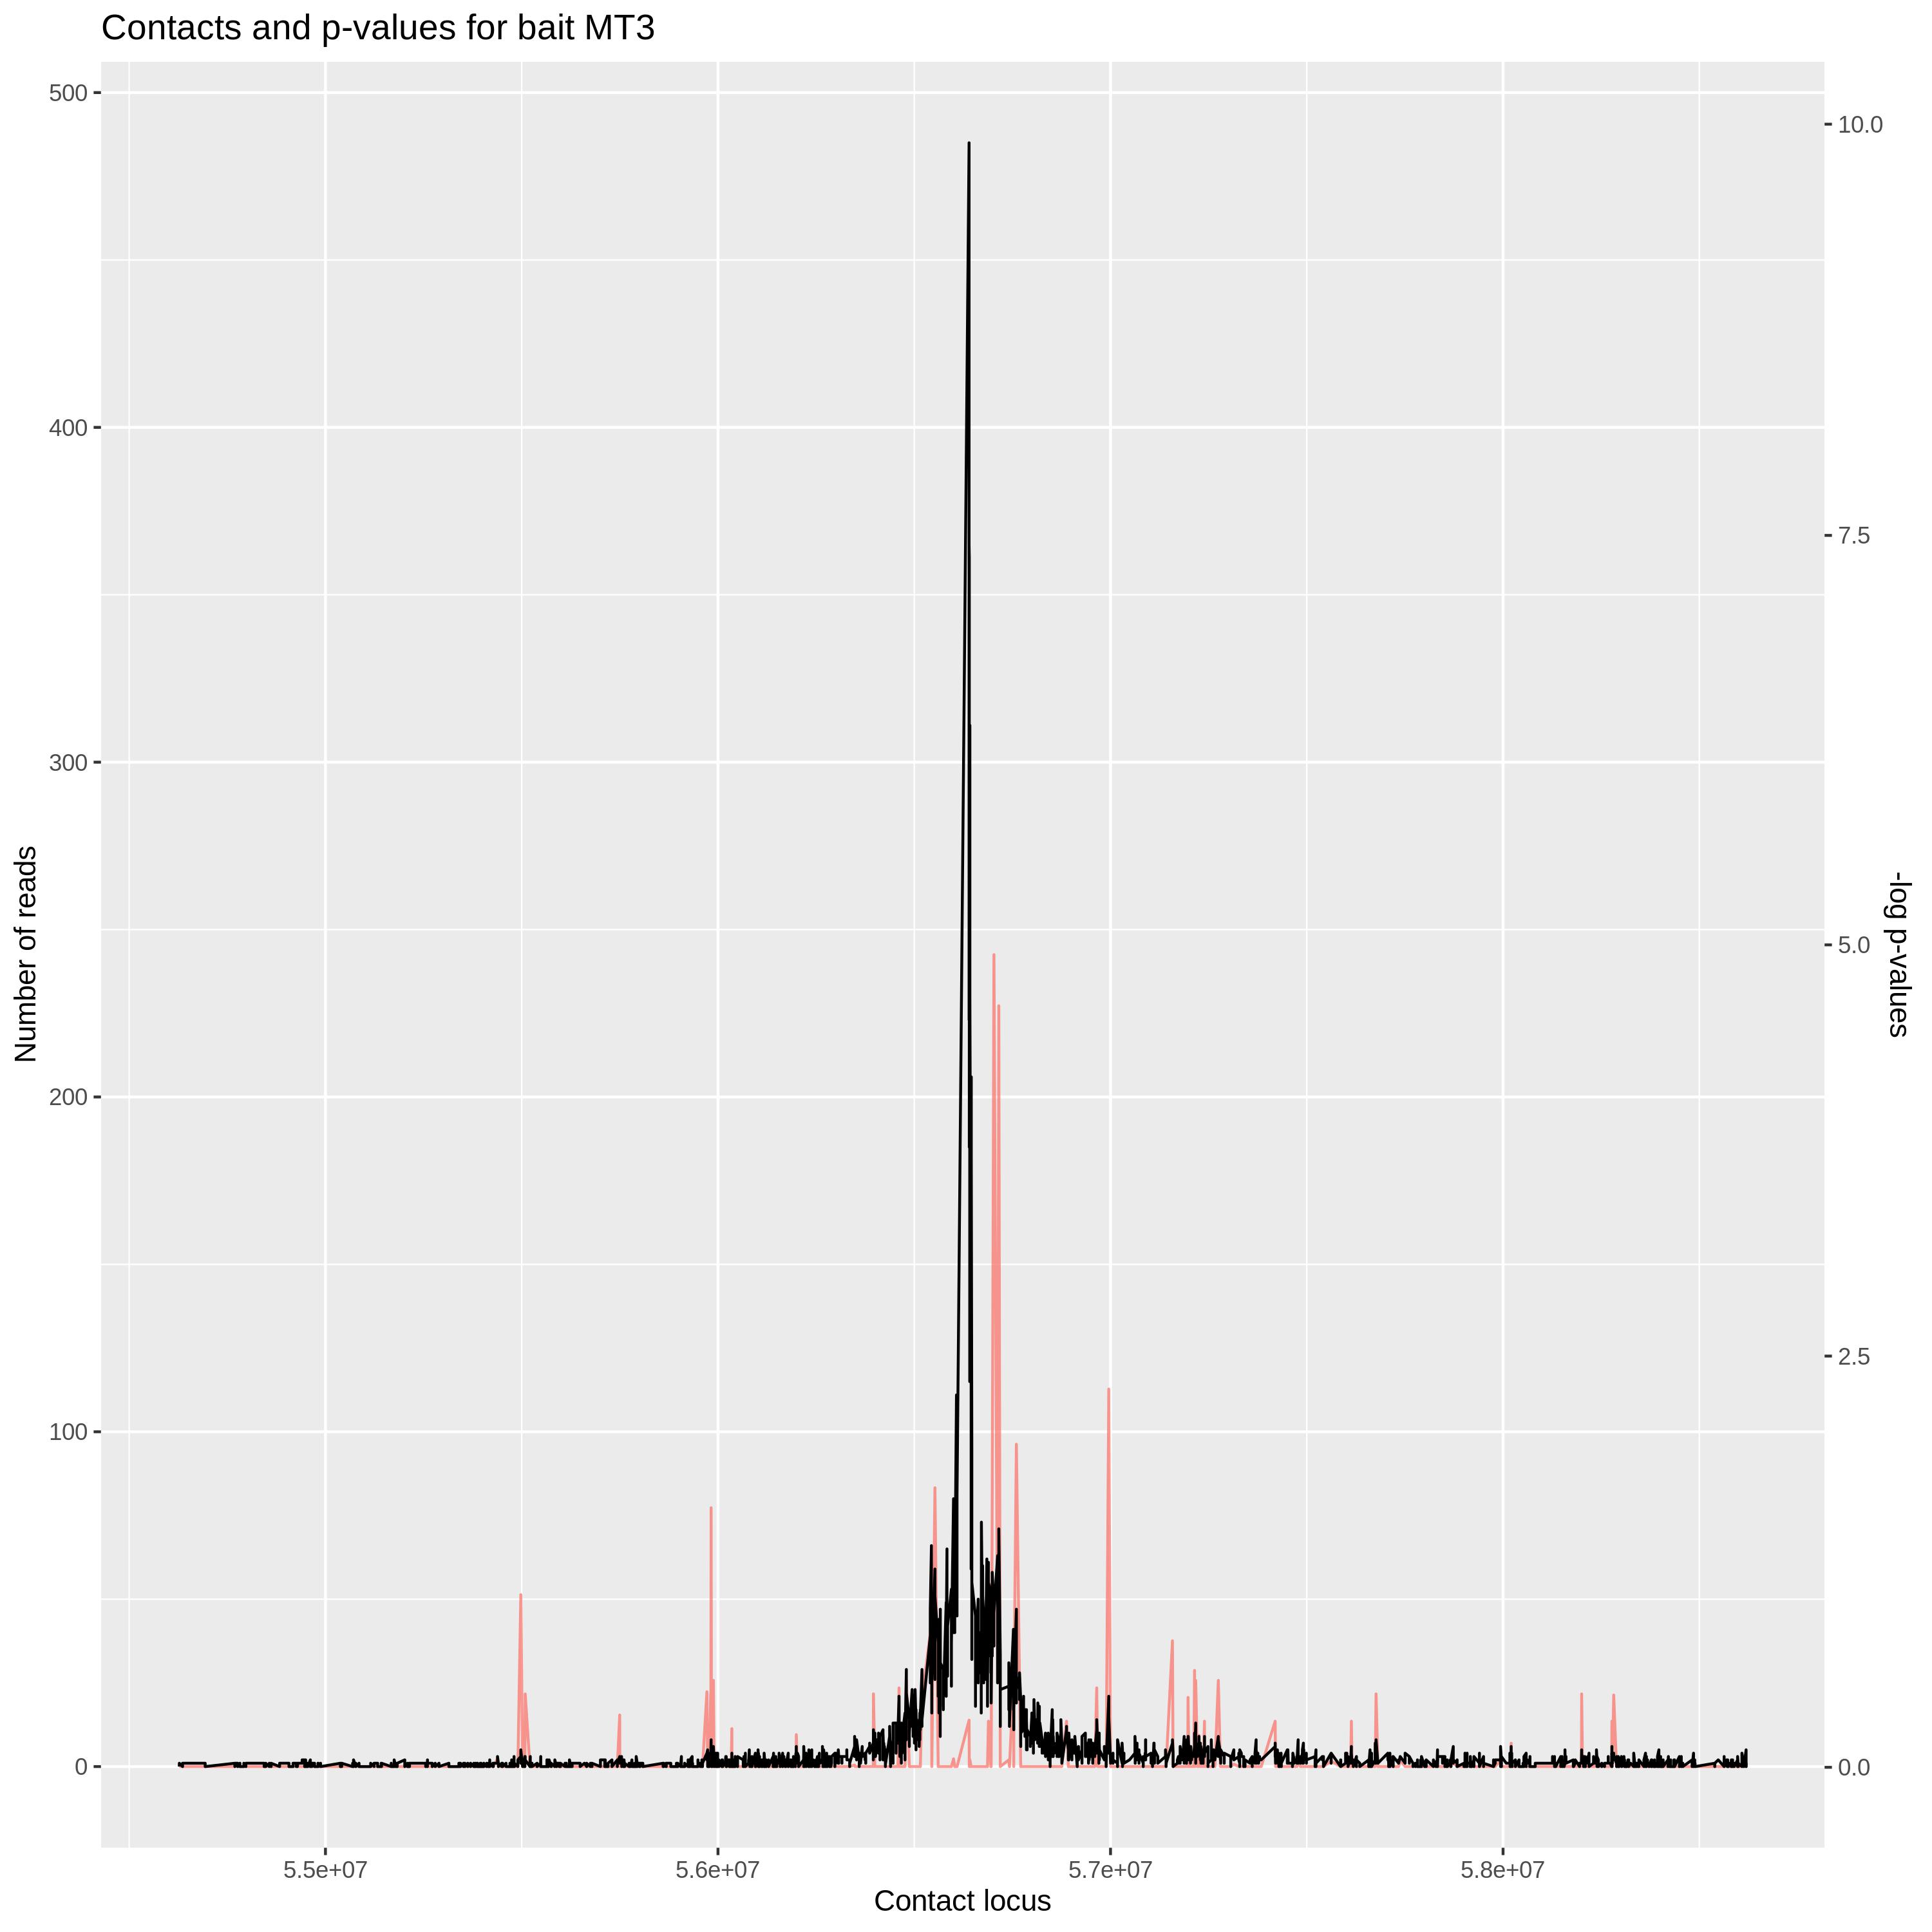 Contacts and p-values for bait MT3
500
400
300
200
100
0
Number of reads
10.0
7.5
5.0
2.5
0.0
-log p-values
5.5e+07
5.6e+07
5.7e+07
5.8e+07
Contact locus